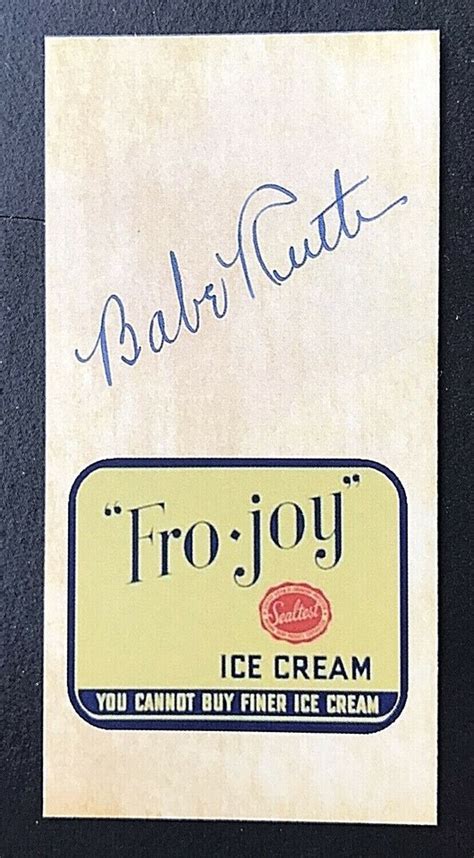 Babe Ruth
"Fro-joy"
Sealtest
ICE CREAM
YOU CANNOT BUY FINER ICE CREAM